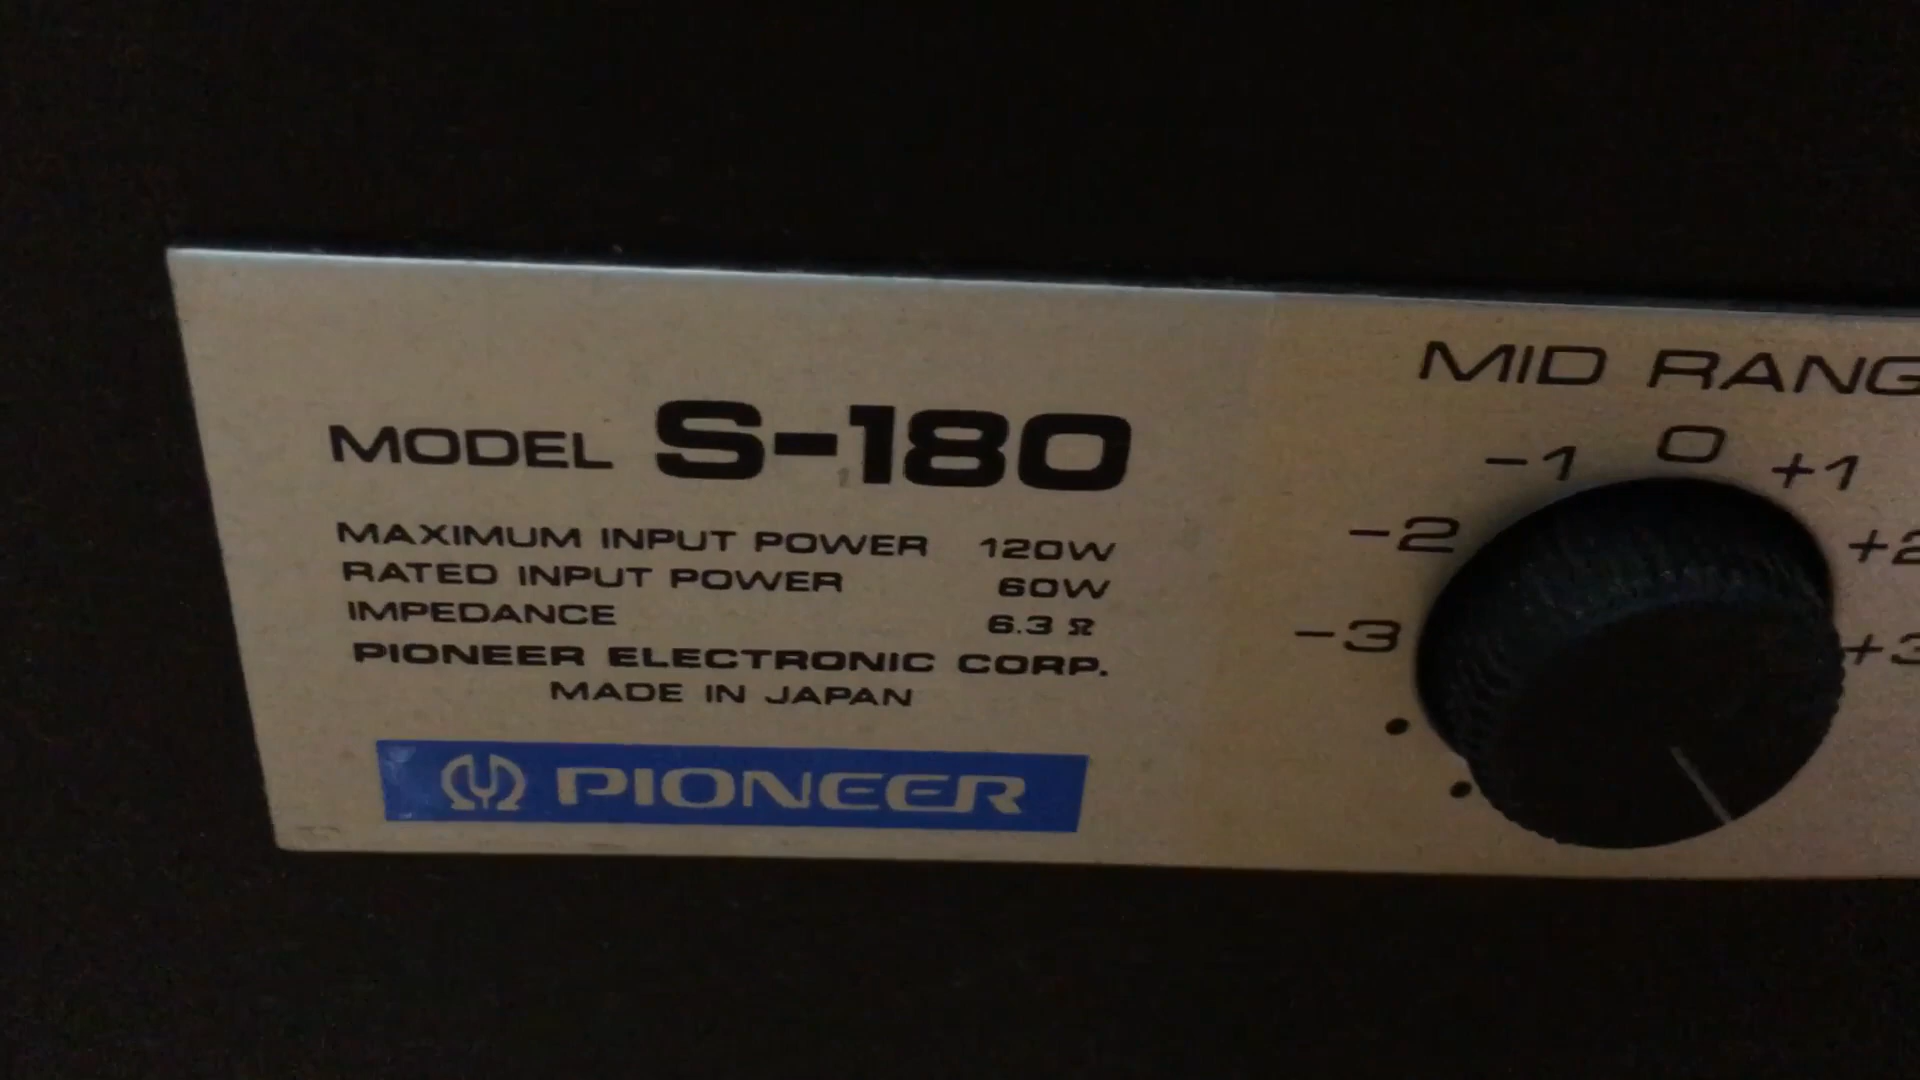 MODEL S-180
MAXIMUM INPUT POWER 120W
RATED INPUT POWER 60W
IMPEDANCE 6.3 Ω
PIONEER ELECTRONIC CORP.
MADE IN JAPAN
PIONEER
MID RANG
-3 -2 -1 0 +1 +2 +3